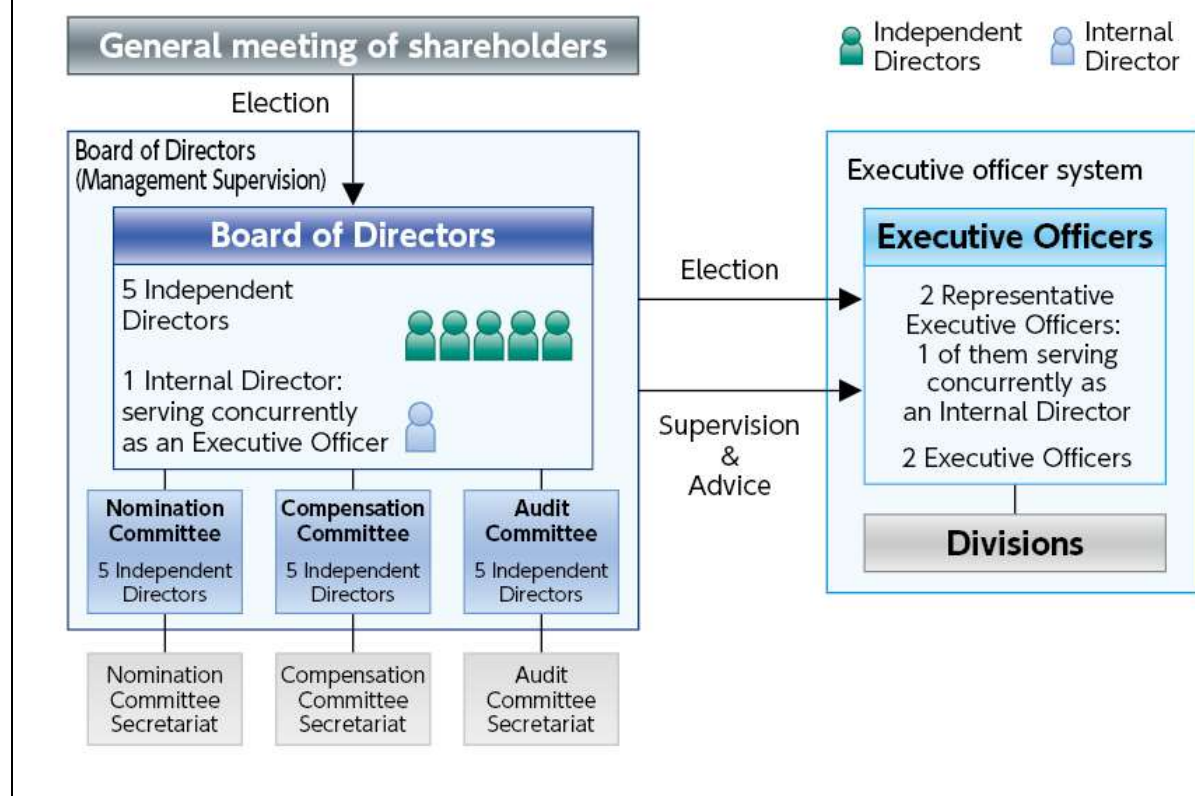 General meeting of shareholders
Independent
Directors
Internal
Director
Election
Board of Directors
(Management Supervision)
Board of Directors
5 Independent
Directors
1 Internal Director:
serving concurrently
as an Executive Officer
Nomination
Committee
5 Independent
Directors
Compensation
Committee
5 Independent
Directors
Audit
Committee
5 Independent
Directors
Nomination
Committee
Secretariat
Compensation
Committee
Secretariat
Audit
Committee
Secretariat
Election
Supervision
&
Advice
Executive officer system
Executive Officers
2 Representative
Executive Officers:
1 of them serving
concurrently as
an Internal Director
2 Executive Officers
Divisions